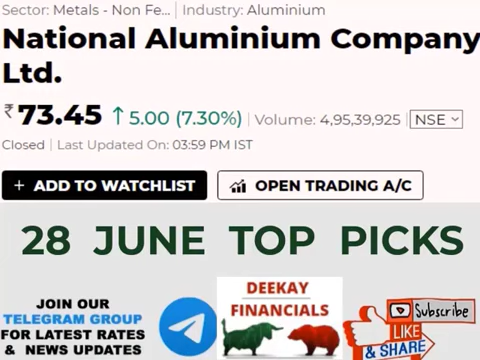 Sector: Metals - Non Fe... | Industry: Aluminium
National Aluminium Company
Ltd.
₹73.45 ↑ 5.00 (7.30%) | Volume: 4,95,39,925 | NSE
Closed | Last Updated On: 03:59 PM IST
+ ADD TO WATCHLIST
OPEN TRADING A/C
28 JUNE TOP PICKS
JOIN OUR
TELEGRAM GROUP
FOR LATEST RATES
& NEWS UPDATES
DEEKAY
FINANCIALS
Subscribe
LIKE
& SHARE